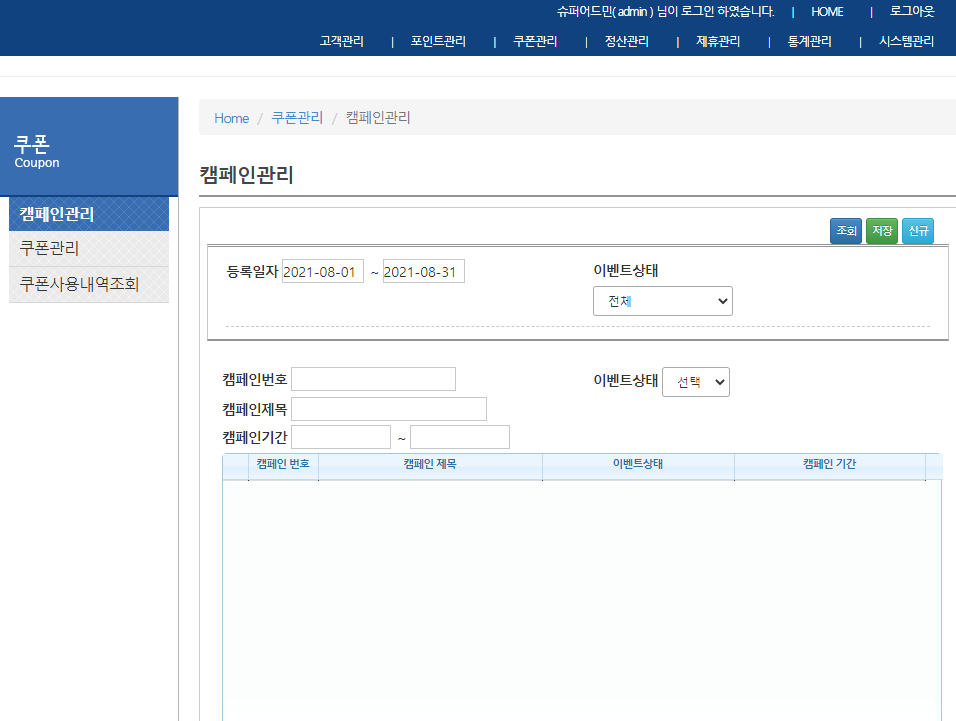 슈퍼어드민( admin ) 님이 로그인 하였습니다. | HOME | 로그아웃
고객관리 | 포인트관리 | 쿠폰관리 | 정산관리 | 제휴관리 | 통계관리 | 시스템관리
쿠폰
Coupon
캠페인관리
쿠폰관리
쿠폰사용내역조회
Home / 쿠폰관리 / 캠페인관리
캠페인관리
조회 저장 신규
등록일자 2021-08-01 ~ 2021-08-31 이벤트상태
전체
캠페인번호 이벤트상태 선택
캠페인제목
캠페인기간 ~
캠페인 번호 캠페인 제목 이벤트상태 캠페인 기간